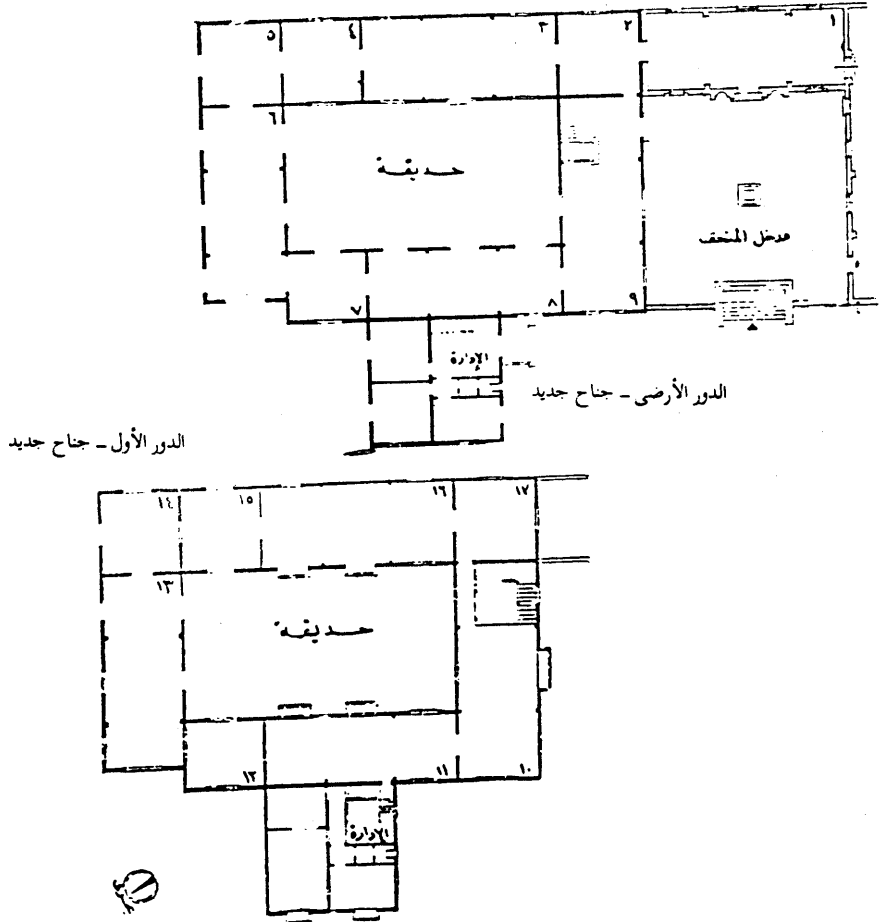 ٥ ٤ ٣ ٢ ١
٦
حديقة
مدخل المتحف
٧ ٨ ٩
الإدارة
الدور الأرضى ـ جناح جديد
الدور الأول ـ جناح جديد
١٤ ١٥ ١٦ ١٧
١٣
حديقة
١٢ ١١ ١٠
الإدارة